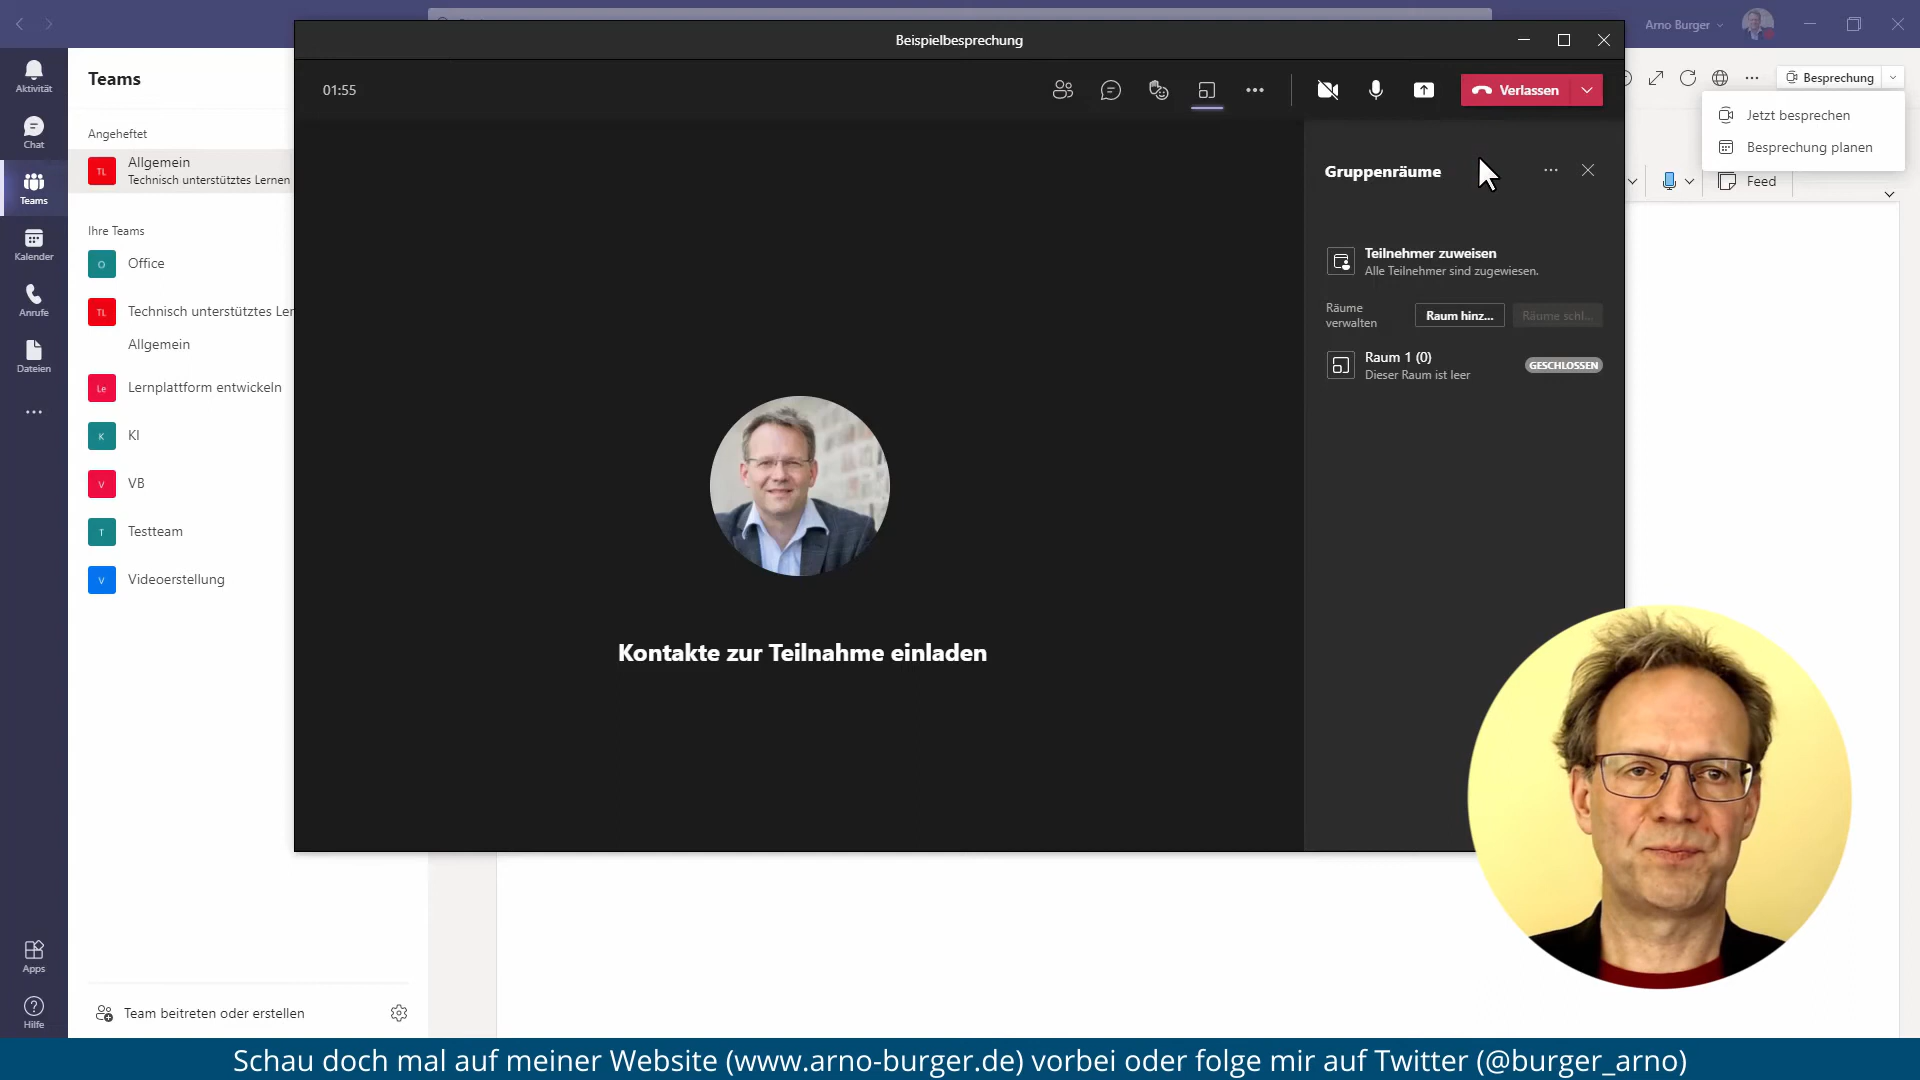 Arno Burger
Beispielbesprechung
01:55
Verlassen
Besprechung
Jetzt besprechen
Besprechung planen
Feed
Aktivität
Chat
Teams
Kalender
Anrufe
Dateien
Apps
Hilfe
Teams
Angeheftet
TL
Allgemein
Technisch unterstütztes Lernen
Ihre Teams
O
Office
TL
Technisch unterstütztes Ler
Allgemein
Le
Lernplattform entwickeln
K
KI
V
VB
T
Testteam
V
Videoerstellung
Team beitreten oder erstellen
Kontakte zur Teilnahme einladen
Gruppenräume
Teilnehmer zuweisen
Alle Teilnehmer sind zugewiesen.
Räume
verwalten
Raum hinz...
Räume schl...
Raum 1 (0)
Dieser Raum ist leer
GESCHLOSSEN
Schau doch mal auf meiner Website (www.arno-burger.de) vorbei oder folge mir auf Twitter (@burger_arno)